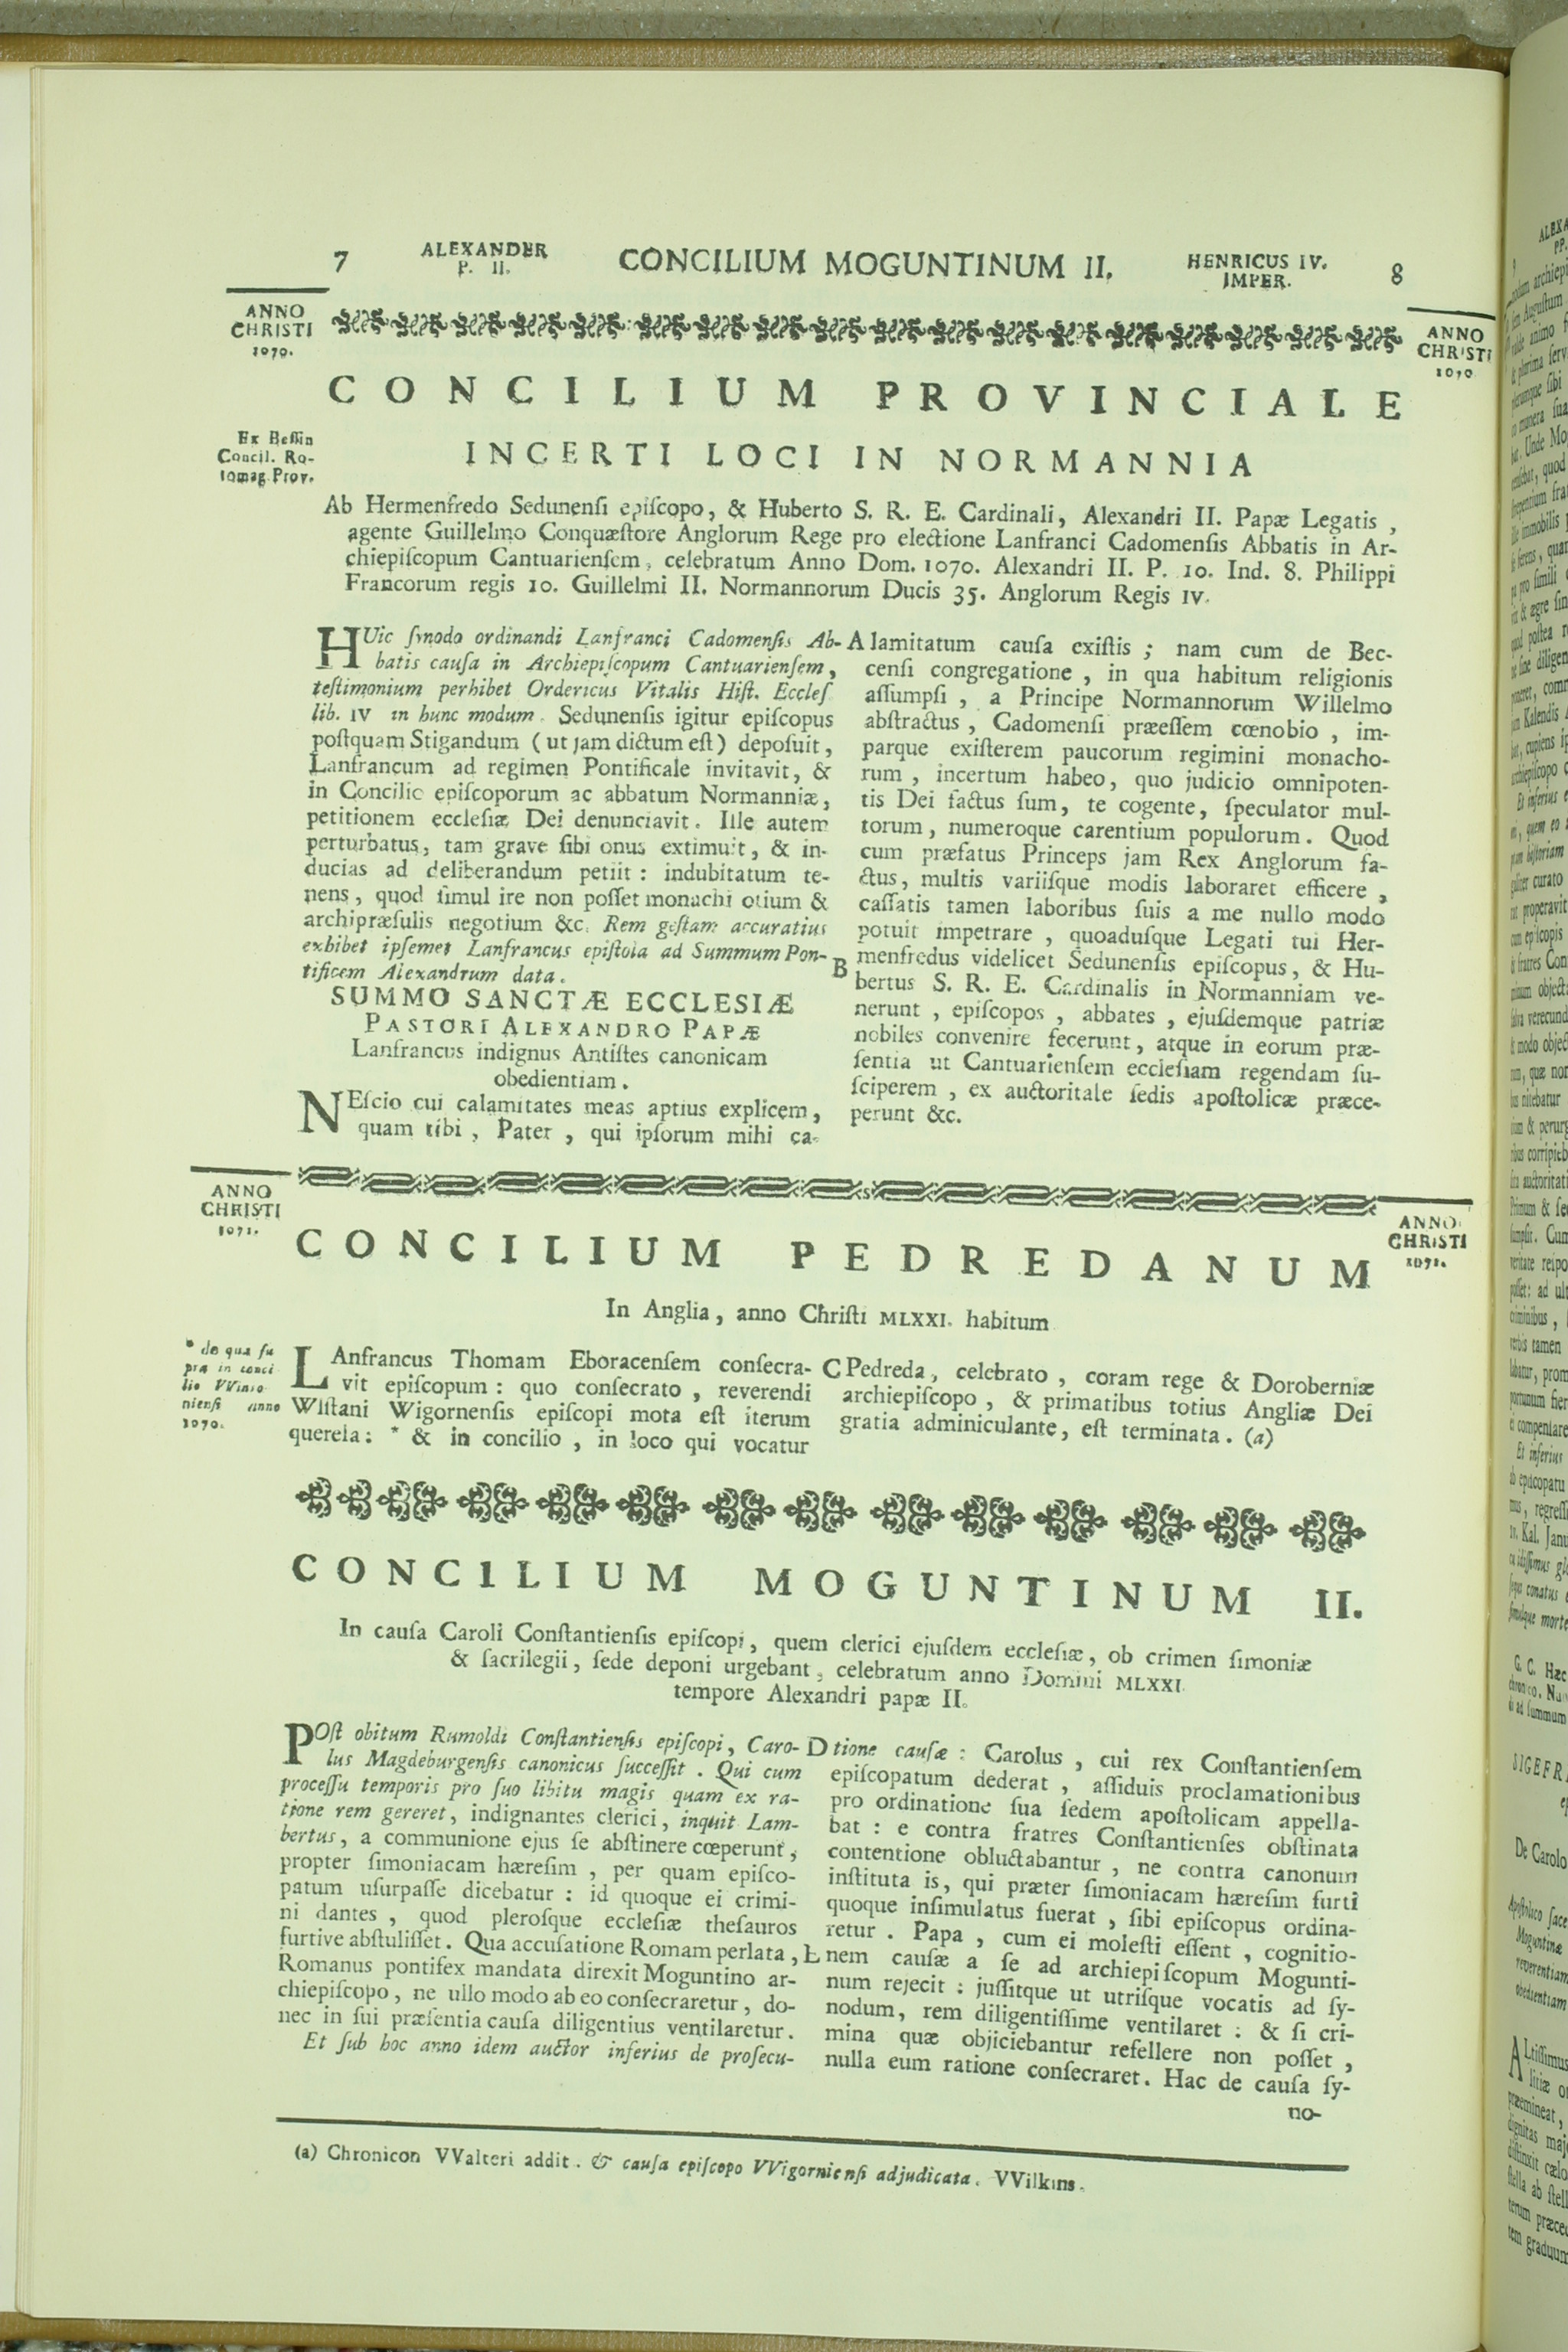 7 ALEXANDER P. II. CONCILIUM MOGUNTINUM II. HENRICUS IV. IMPER. 8
ANNO
CHRISTI
1070.
ANNO
CHRISTI
1070
CONCILIUM PROVINCIALE
Ex Bessin
Concil. Ro-
tomag. Prov.
INCERTI LOCI IN NORMANNIA
Ab Hermenfredo Sedunenſi epiſcopo, & Huberto S. R. E. Cardinali, Alexandri II. Papæ Legatis,
agente Guillelmo Conquæſtore Anglorum Rege pro electione Lanfranci Cadomenſis Abbatis in Ar-
chiepiſcopum Cantuarienſem, celebratum Anno Dom. 1070. Alexandri II. P. 10. Ind. 8. Philippi
Francorum regis 10. Guillelmi II. Normannorum Ducis 35. Anglorum Regis IV.
HUic ſynodo ordinandi Lanfranci Cadomenſis Ab-
batis cauſa in Archiepiſcopum Cantuarienſem,
teſtimonium perhibet Ordericus Vitalis Hiſt. Eccleſ
lib. IV in hunc modum. Sedunenſis igitur epiſcopus
poſtquam Stigandum (ut jam dictum eſt) depoſuit,
Lanfrancum ad regimen Pontificale invitavit, &
in Concilio epiſcoporum ac abbatum Normanniæ,
petitionem eccleſiæ Dei denunciavit. Ille autem
perturbatus, tam grave ſibi onus extimuit, & in-
ducias ad deliberandum petiit: indubitatum te-
nens, quod ſimul ire non poſſet monachi otium &
archipræſulis negotium &c. Rem geſtam accuratius
exhibet ipſemet Lanfrancus epiſtola ad Summum Pon-
tificem Alexandrum data.
SUMMO SANCTÆ ECCLESIÆ
PASTORI ALEXANDRO PAPÆ
Lanfrancus indignus Antiſtes canonicam
obedientiam.
NEſcio cui calamitates meas aptius explicem,
quam tibi, Pater, qui ipſorum mihi ca-
A lamitatum cauſa exiſtis; nam cum de Bec-
cenſi congregatione, in qua habitum religionis
aſſumpſi, a Principe Normannorum Willelmo
abſtractus, Cadomenſi præeſſem cœnobio, im-
parque exiſterem paucorum regimini monacho-
rum, incertum habeo, quo judicio omnipoten-
tis Dei factus ſum, te cogente, ſpeculator mul-
torum, numeroque carentium populorum. Quod
cum præfatus Princeps jam Rex Anglorum fa-
ctus, multis variiſque modis laboraret efficere,
caſſatis tamen laboribus ſuis a me nullo modo
potuit impetrare, quoaduſque Legati tui Her-
B menfredus videlicet Sedunenſis epiſcopus, & Hu-
bertus S. R. E. Cardinalis in Normanniam ve-
nerunt, epiſcopos, abbates, ejuſdemque patriæ
nobiles convenire fecerunt, atque in eorum præ-
ſentia ut Cantuarienſem eccleſiam regendam ſu-
ſciperem, ex auctoritale ſedis apoſtolicæ præce-
perunt &c.
ANNO
CHRISTI
1071.
ANNO
CHRISTI
1071.
CONCILIUM PEDREDANUM
In Anglia, anno Chriſti MLXXI. habitum
* de qua ſu
pra in conci
lio VVinto
nienſi anno
1070.
LAnfrancus Thomam Eboracenſem conſecra-
vit epiſcopum: quo conſecrato, reverendi
Wlſtani Wigornenſis epiſcopi mota eſt iterum
querela: * & in concilio, in loco qui vocatur
C Pedreda, celebrato, coram rege & Doroberniæ
archiepiſcopo, & primatibus totius Angliæ Dei
gratia adminiculante, eſt terminata. (a)
CONCILIUM MOGUNTINUM II.
In cauſa Caroli Conſtantienſis epiſcopi, quem clerici ejuſdem eccleſiæ, ob crimen ſimoniæ
& ſacrilegii, ſede deponi urgebant, celebratum anno Domini MLXXI
tempore Alexandri papæ II.
POſt obitum Rumoldi Conſtantienſis epiſcopi, Caro-
lus Magdeburgenſis canonicus ſucceſſit. Qui cum
proceſſu temporis pro ſuo libitu magis quam ex ra-
tione rem gereret, indignantes clerici, inquit Lam-
bertus, a communione ejus ſe abſtinere cœperunt,
propter ſimoniacam hæreſim, per quam epiſco-
patum uſurpaſſe dicebatur: id quoque ei crimi-
ni dantes, quod pleroſque eccleſiæ theſauros
furtive abſtuliſſet. Qua accuſatione Romam perlata,
Romanus pontifex mandata direxit Moguntino ar-
chiepiſcopo, ne ullo modo ab eo conſecraretur, do-
nec in ſui præſentia cauſa diligentius ventilaretur.
Et ſub hoc anno idem auctor inferius de proſecu-
D tione cauſæ: Carolus, cui rex Conſtantienſem
epiſcopatum dederat, aſſiduis proclamationibus
pro ordinatione ſua ſedem apoſtolicam appella-
bat: e contra fratres Conſtantienſes obſtinata
contentione obluctabantur, ne contra canonum
inſtituta is, qui præter ſimoniacam hæreſim furti
quoque inſimulatus fuerat, ſibi epiſcopus ordina-
retur. Papa, cum ei moleſti eſſent, cognitio-
E nem cauſæ a ſe ad archiepiſcopum Mogunti-
num rejecit: juſſitque ut utriſque vocatis ad ſy-
nodum, rem diligentiſſime ventilaret: & ſi cri-
mina quæ objiciebantur refellere non poſſet,
nulla eum ratione conſecraret. Hac de cauſa ſy-
no-
(a) Chronicon VValteri addit. & cauſa epiſcopo VVigornienſi adjudicata. VVilkins.